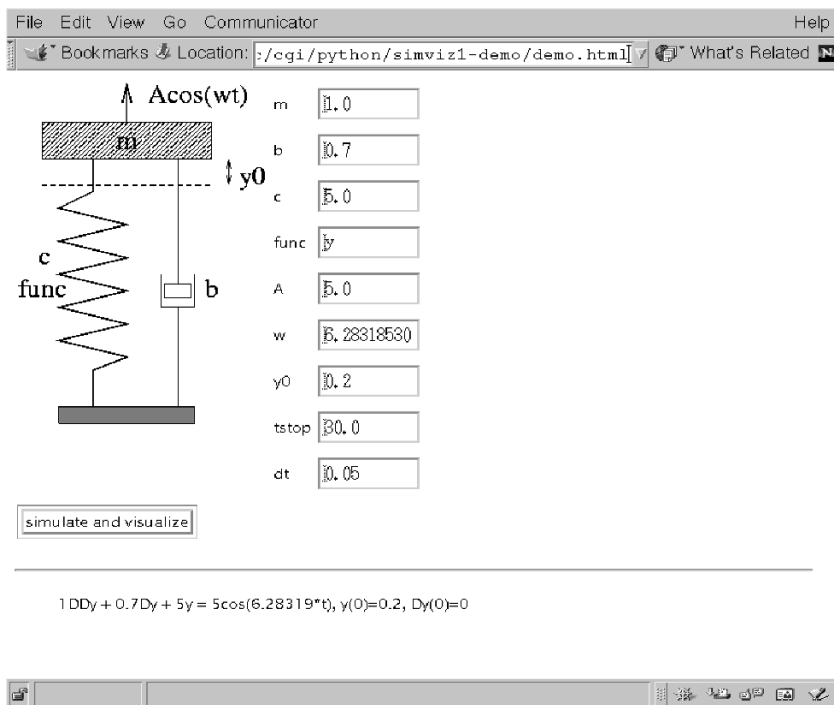 File Edit View Go Communicator Help
Bookmarks Location: :/cgi/python/simviz1-demo/demo.html What's Related N
Acos(wt)
m
y0
c
func
b
m 1.0
b 0.7
c 5.0
func y
A 5.0
w 6.28318530
y0 0.2
tstop 30.0
dt 0.05
simulate and visualize
1DDy + 0.7Dy + 5y = 5cos(6.28319*t), y(0)=0.2, Dy(0)=0